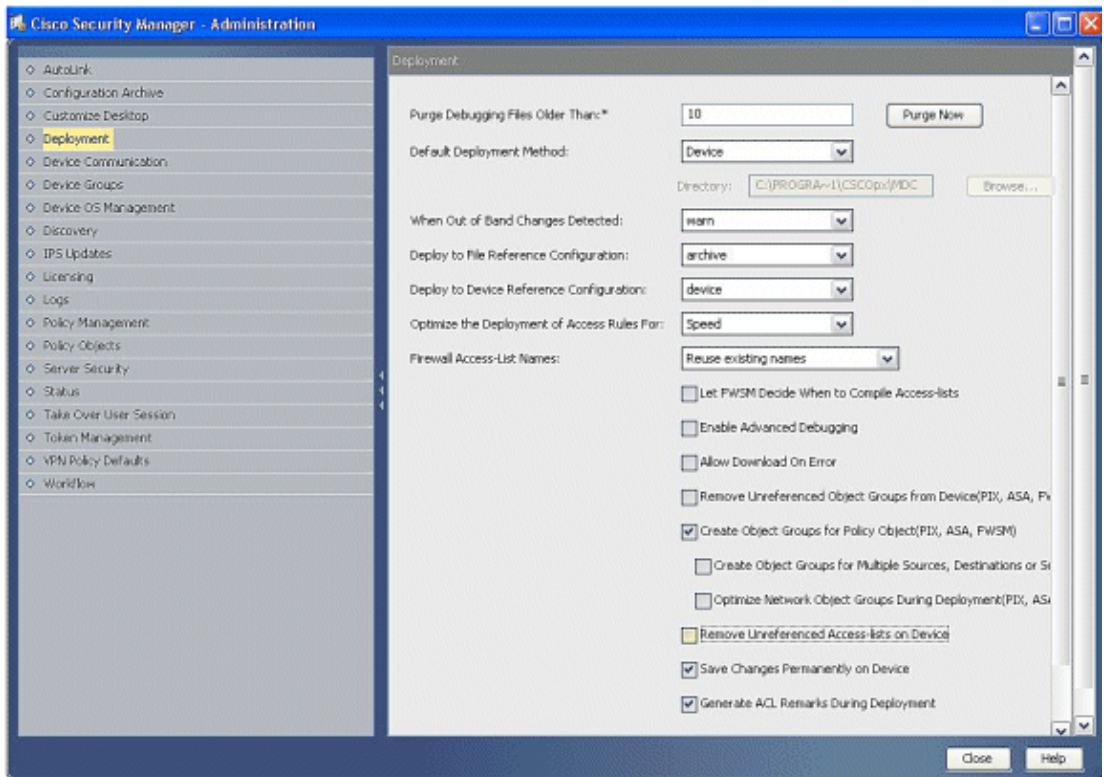 Cisco Security Manager - Administration
AutoLink
Configuration Archive
Customize Desktop
Deployment
Device Communication
Device Groups
Device OS Management
Discovery
IPS Updates
Licensing
Logs
Policy Management
Policy Objects
Server Security
Status
Take Over User Session
Token Management
VPN Policy Defaults
Workflow
Deployment
Purge Debugging Files Older Than:* 10 Purge Now
Default Deployment Method: Device
Directory: C:\PROGRA~1\CSCOpx\MDC Browse...
When Out of Band Changes Detected: warn
Deploy to File Reference Configuration: archive
Deploy to Device Reference Configuration: device
Optimize the Deployment of Access Rules For: Speed
Firewall Access-List Names: Reuse existing names
Let FWSM Decide When to Compile Access-lists
Enable Advanced Debugging
Allow Download On Error
Remove Unreferenced Object Groups from Device(PIX, ASA,
Create Object Groups for Policy Object(PIX, ASA, FWSM)
Create Object Groups for Multiple Sources, Destinations or
Optimize Network Object Groups During Deployment(PIX,
Remove Unreferenced Access-lists on Device
Save Changes Permanently on Device
Generate ACL Remarks During Deployment
Close Help